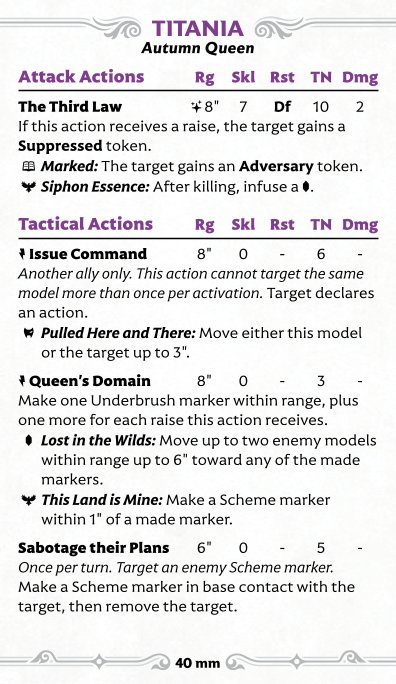 TITANIA
Autumn Queen
Attack Actions Rg Skl Rst TN Dmg
The Third Law 8" 7 Df 10 2
If this action receives a raise, the target gains a
Suppressed token.
Marked: The target gains an Adversary token.
Siphon Essence: After killing, infuse a .
Tactical Actions Rg Skl Rst TN Dmg
Issue Command 8" 0 - 6 -
Another ally only. This action cannot target the same
model more than once per activation. Target declares
an action.
Pulled Here and There: Move either this model
or the target up to 3".
Queen's Domain 8" 0 - 3 -
Make one Underbrush marker within range, plus
one more for each raise this action receives.
Lost in the Wilds: Move up to two enemy models
within range up to 6" toward any of the made
markers.
This Land is Mine: Make a Scheme marker
within 1" of a made marker.
Sabotage their Plans 6" 0 - 5 -
Once per turn. Target an enemy Scheme marker.
Make a Scheme marker in base contact with the
target, then remove the target.
40 mm